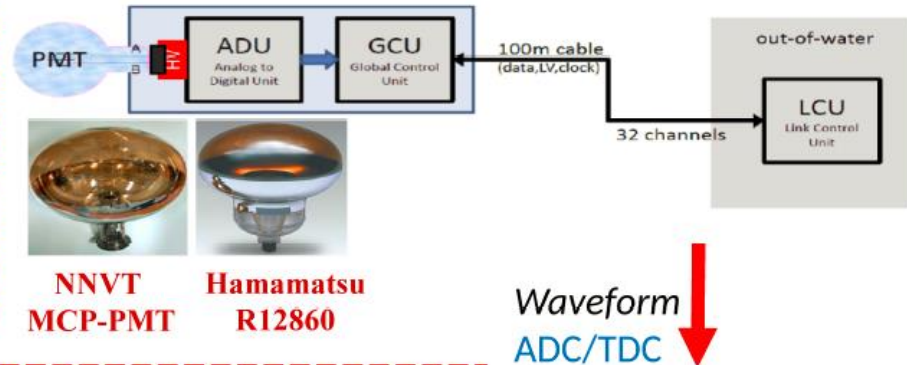 PMT
A
B
HV
ADU
Analog to
Digital Unit
GCU
Global Control
Unit
100m cable
(data,LV,clock)
32 channels
out-of-water
LCU
Link Control
Unit
NNVT
MCP-PMT
Hamamatsu
R12860
Waveform
ADC/TDC